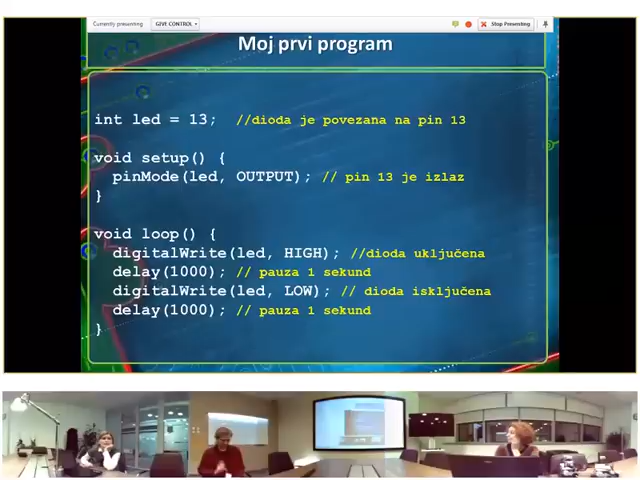 Currently presenting GIVE CONTROL Stop Presenting
Moj prvi program
int led = 13; //dioda je povezana na pin 13
void setup() {
pinMode(led, OUTPUT); // pin 13 je izlaz
}
void loop() {
digitalWrite(led, HIGH); //dioda uključena
delay(1000); // pauza 1 sekund
digitalWrite(led, LOW); // dioda isključena
delay(1000); // pauza 1 sekund
}